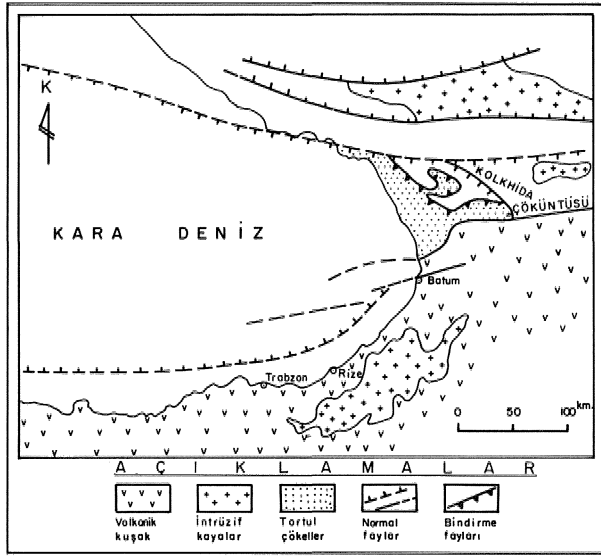 K
KOLKHİDA
ÇÖKÜNTÜSÜ
KARA DENİZ
Batum
Rize
Trabzon
km.
0 50 100
AÇIKLAMALAR
Volkanik
kuşak
İntrüzif
kayalar
Tortul
çökeller
Normal
faylar
Bindirme
fayları